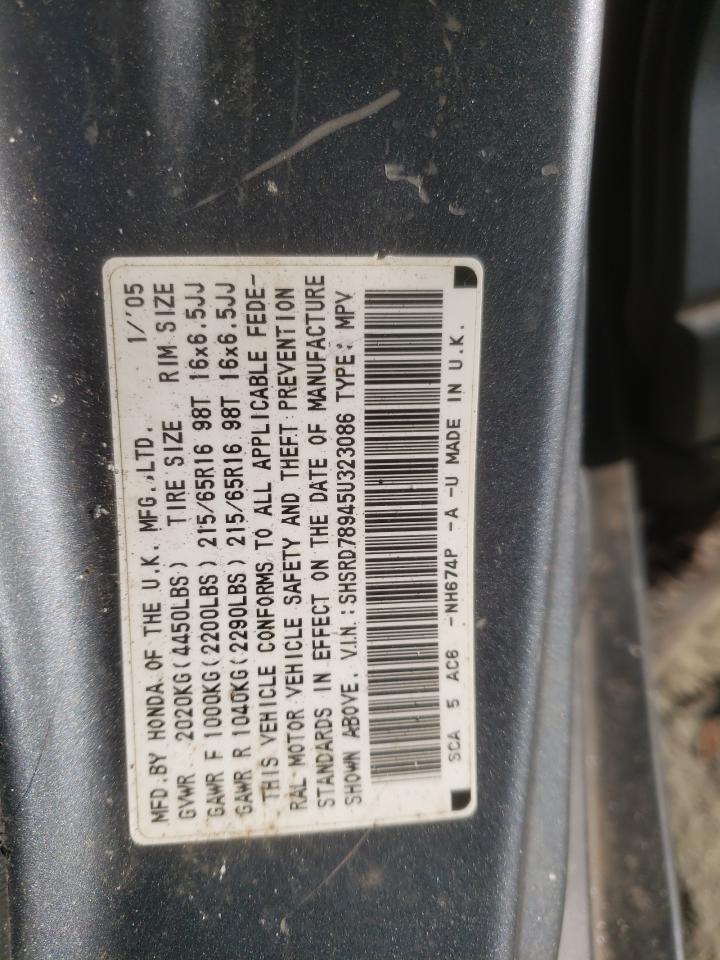 MFD.BY HONDA OF THE U.K. MFG.,LTD. 1/'05
GVWR 2020KG(4450LBS) TIRE SIZE RIM SIZE
GAWR F 1000KG(2200LBS) 215/65R16 98T 16x6.5JJ
GAWR R 1040KG(2290LBS) 215/65R16 98T 16x6.5JJ
THIS VEHICLE CONFORMS TO ALL APPLICABLE FEDE-
RAL MOTOR VEHICLE SAFETY AND THEFT PREVENTION
STANDARDS IN EFFECT ON THE DATE OF MANUFACTURE
SHOWN ABOVE. V.I.N.:SHSRD78945U323086 TYPE: MPV
SCA 5 AC6 -NH674P -A -U MADE IN U.K.